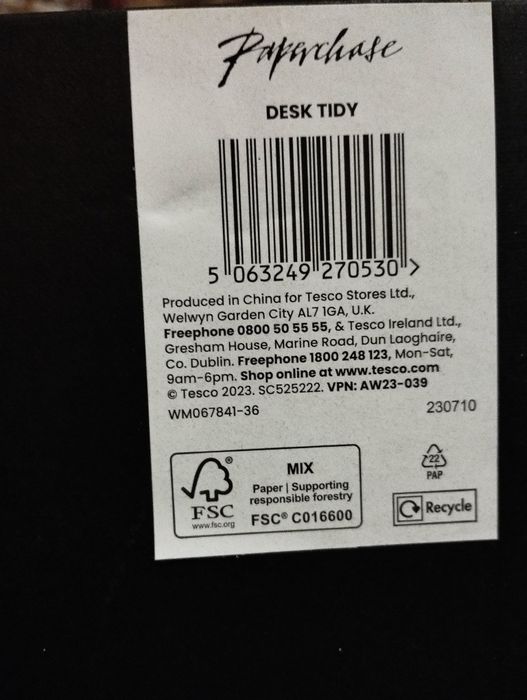 Paperchase
DESK TIDY
5 063249 270530 >
Produced in China for Tesco Stores Ltd.,
Welwyn Garden City AL7 1GA, U.K.
Freephone 0800 50 55 55, & Tesco Ireland Ltd.,
Gresham House, Marine Road, Dun Laoghaire,
Co. Dublin. Freephone 1800 248 123, Mon-Sat,
9am-6pm. Shop online at www.tesco.com
© Tesco 2023. SC525222. VPN: AW23-039
WM067841-36
230710
FSC
www.fsc.org
®
MIX
Paper | Supporting
responsible forestry
FSC® C016600
22
PAP
Recycle